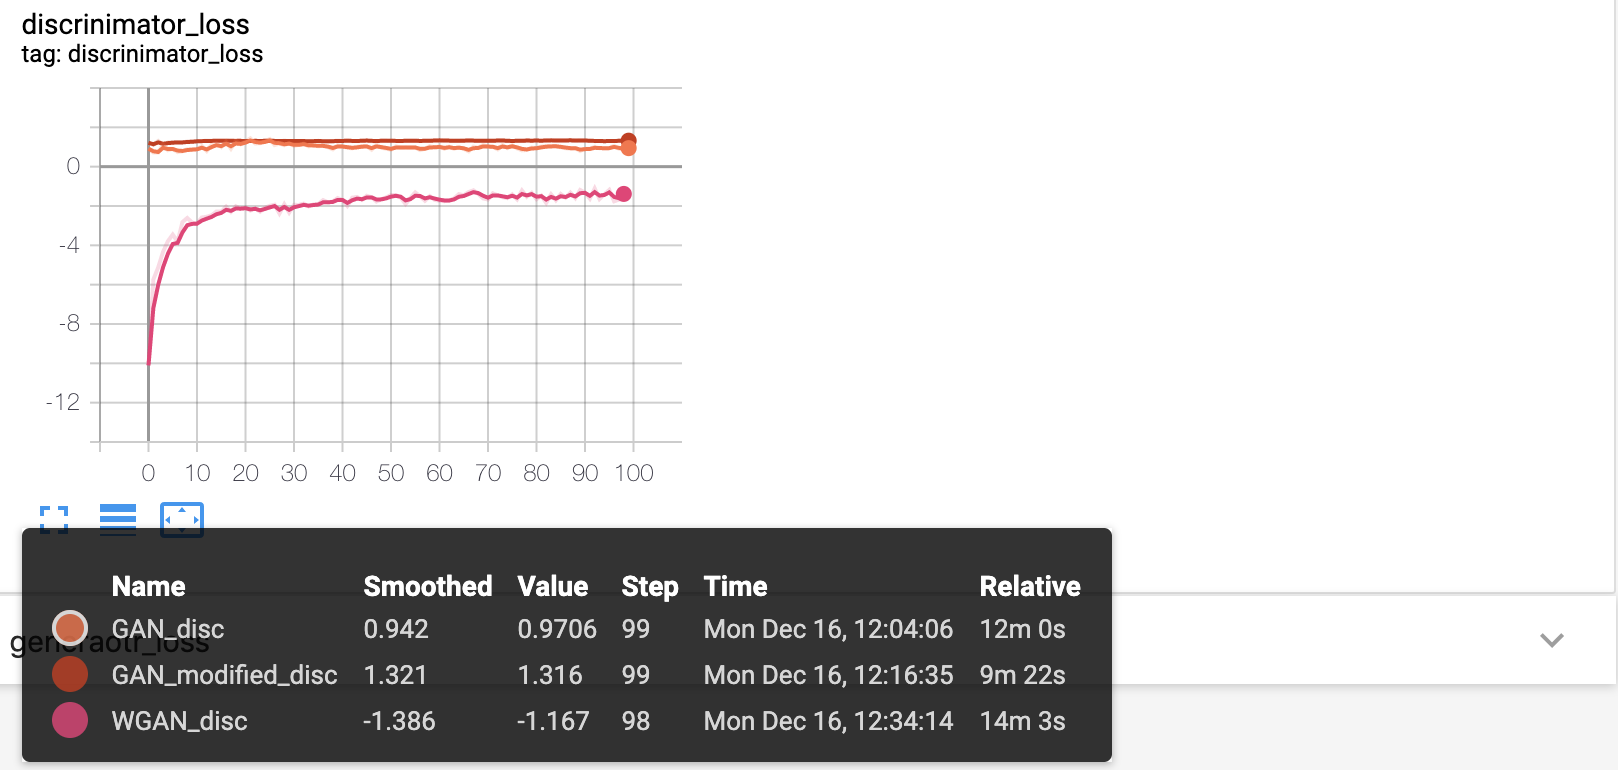 discrinimator_loss
tag: discrinimator_loss
0
-4
-8
-12
0 10 20 30 40 50 60 70 80 90 100
Name Smoothed Value Step Time Relative
GAN_disc 0.942 0.9706 99 Mon Dec 16, 12:04:06 12m 0s
generaotr_loss
GAN_modified_disc 1.321 1.316 99 Mon Dec 16, 12:16:35 9m 22s
WGAN_disc -1.386 -1.167 98 Mon Dec 16, 12:34:14 14m 3s